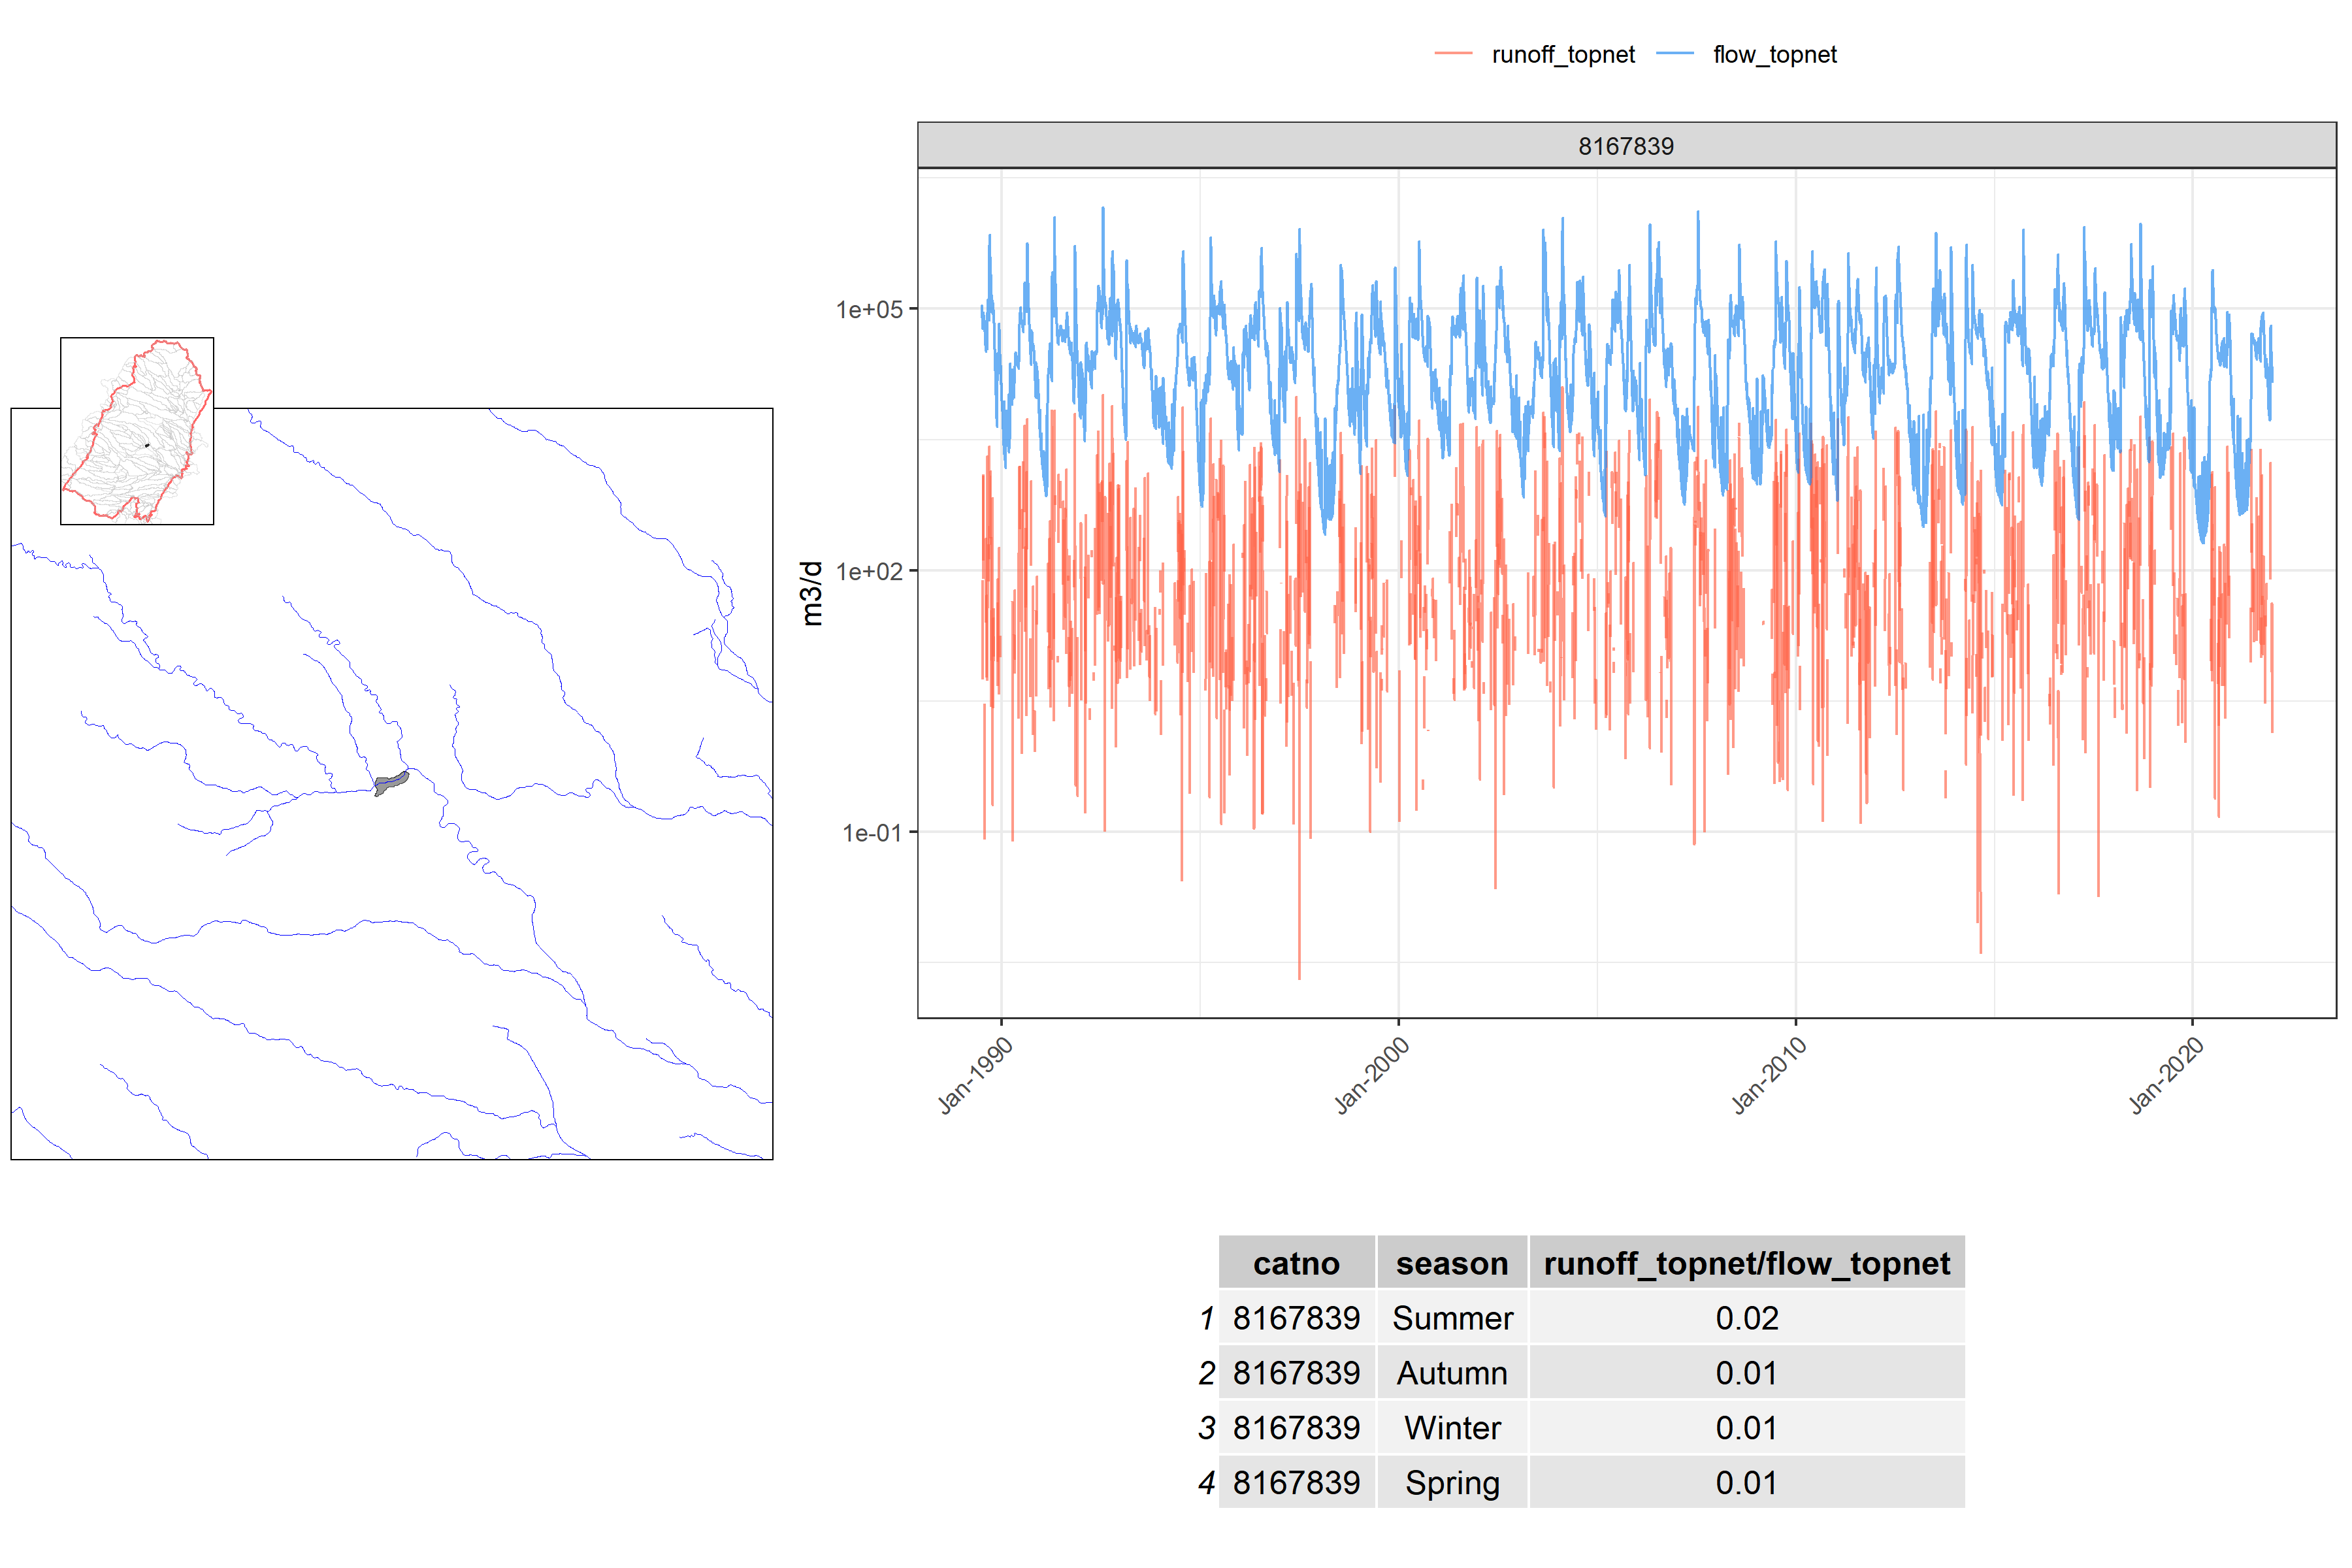 runoff_topnet flow_topnet
8167839
1e+05
1e+02
1e-01
m3/d
Jan-1990 Jan-2000 Jan-2010 Jan-2020
catno season runoff_topnet/flow_topnet
1 8167839 Summer 0.02
2 8167839 Autumn 0.01
3 8167839 Winter 0.01
4 8167839 Spring 0.01